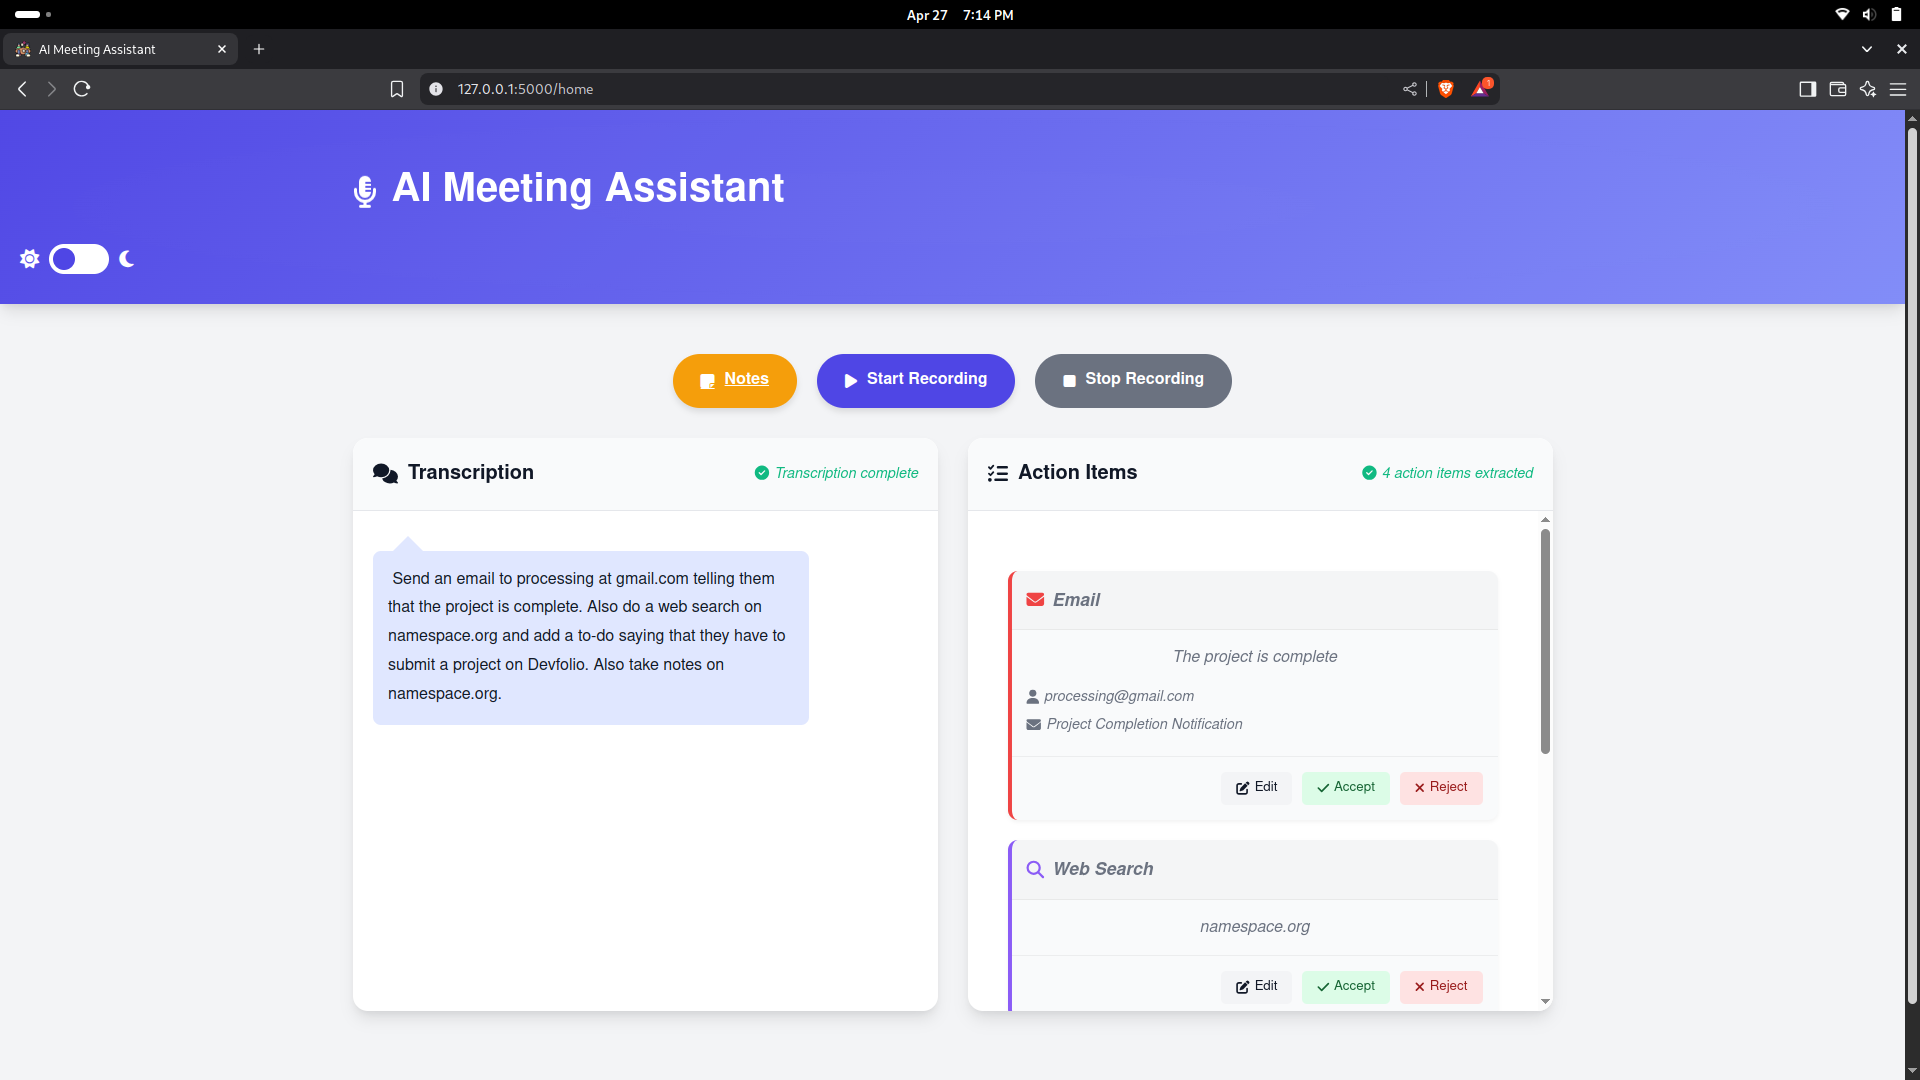 Apr 27 7:14 PM
AI Meeting Assistant
127.0.0.1:5000/home
1
AI Meeting Assistant
Notes
Start Recording
Stop Recording
Transcription
Transcription complete
Send an email to processing at gmail.com telling them
that the project is complete. Also do a web search on
namespace.org and add a to-do saying that they have to
submit a project on Devfolio. Also take notes on
namespace.org.
Action Items
4 action items extracted
Email
The project is complete
processing@gmail.com
Project Completion Notification
Edit
Accept
Reject
Web Search
namespace.org
Edit
Accept
Reject